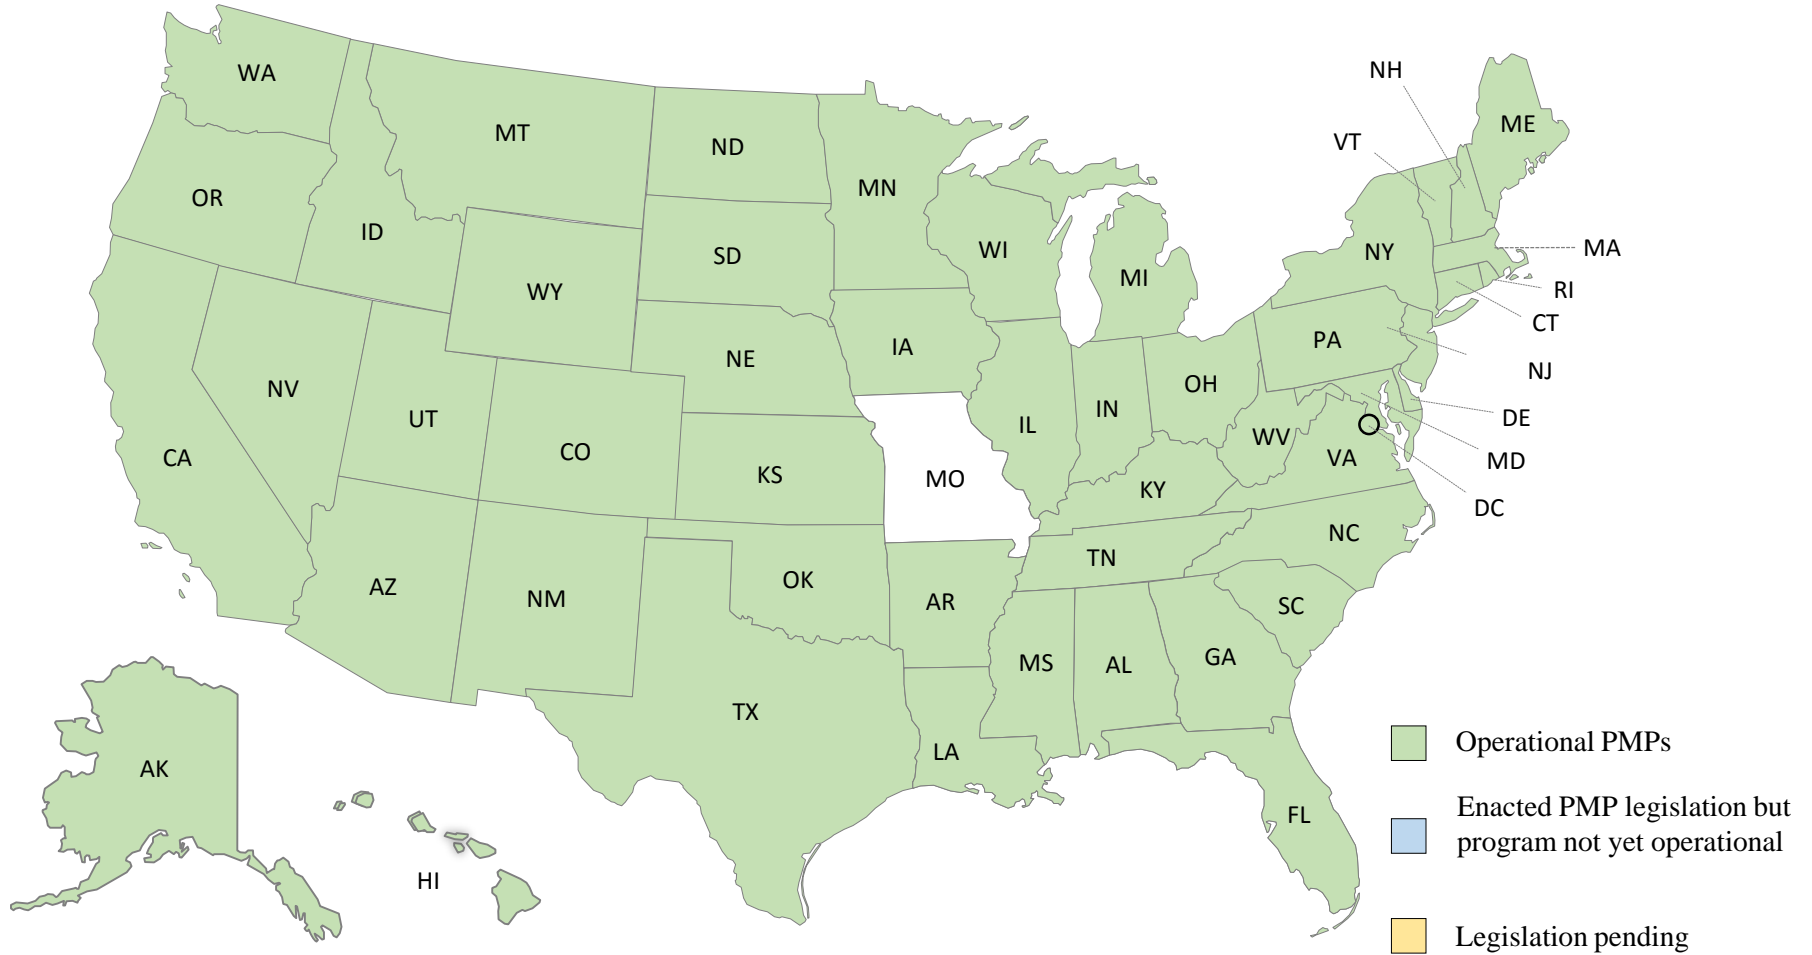 NH
WA
ME
MT
VT
ND
MN
OR
ID
WI
NY
MA
SD
MI
WY
RI
CT
PA
IA
NE
NJ
OH
NV
IN
UT
DE
IL
WV
CO
CA
VA
MD
KS
MO
KY
DC
NC
TN
OK
AZ
NM
AR
SC
GA
MS
AL
TX
Operational PMPs
LA
AK
Enacted PMP legislation but
program not yet operational
FL
HI
Legislation pending